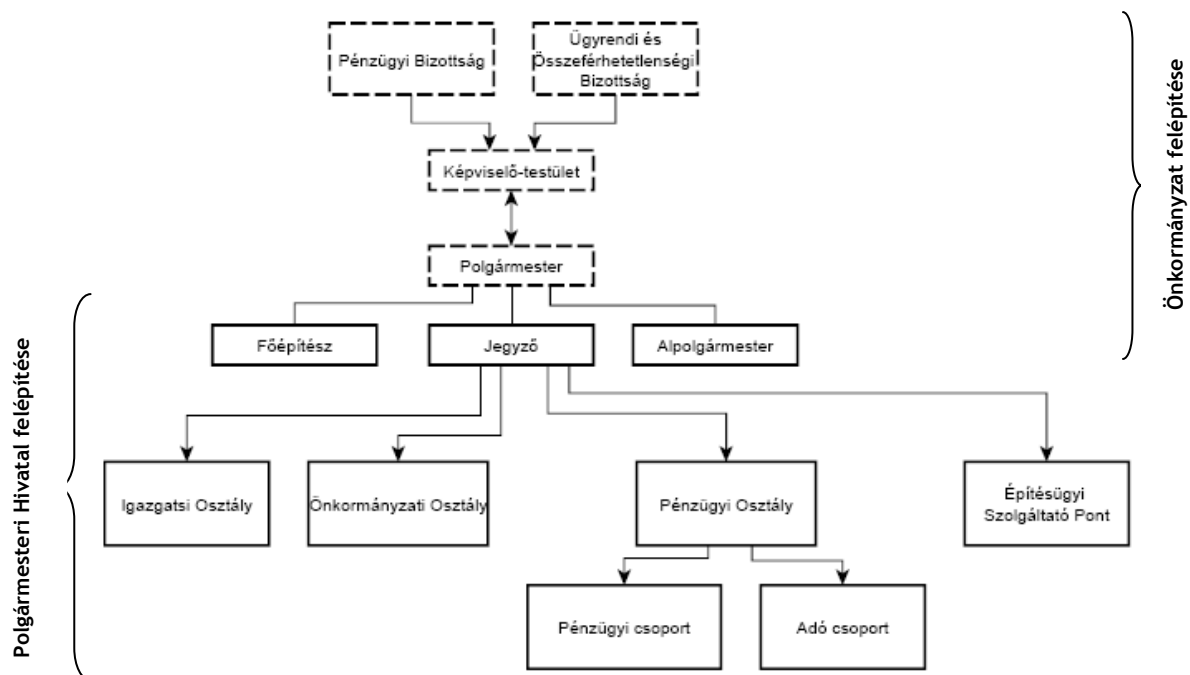 Pénzügyi Bizottság
Ügyrendi és
Összeférhetetlenségi
Bizottság
Képviselő-testület
Polgármester
Főépítész
Jegyző
Alpolgármester
Igazgatsi Osztály
Önkormányzati Osztály
Pénzügyi Osztály
Építésügyi
Szolgáltató Pont
Pénzügyi csoport
Adó csoport
Önkormányzat felépítése
Polgármesteri Hivatal felépítése